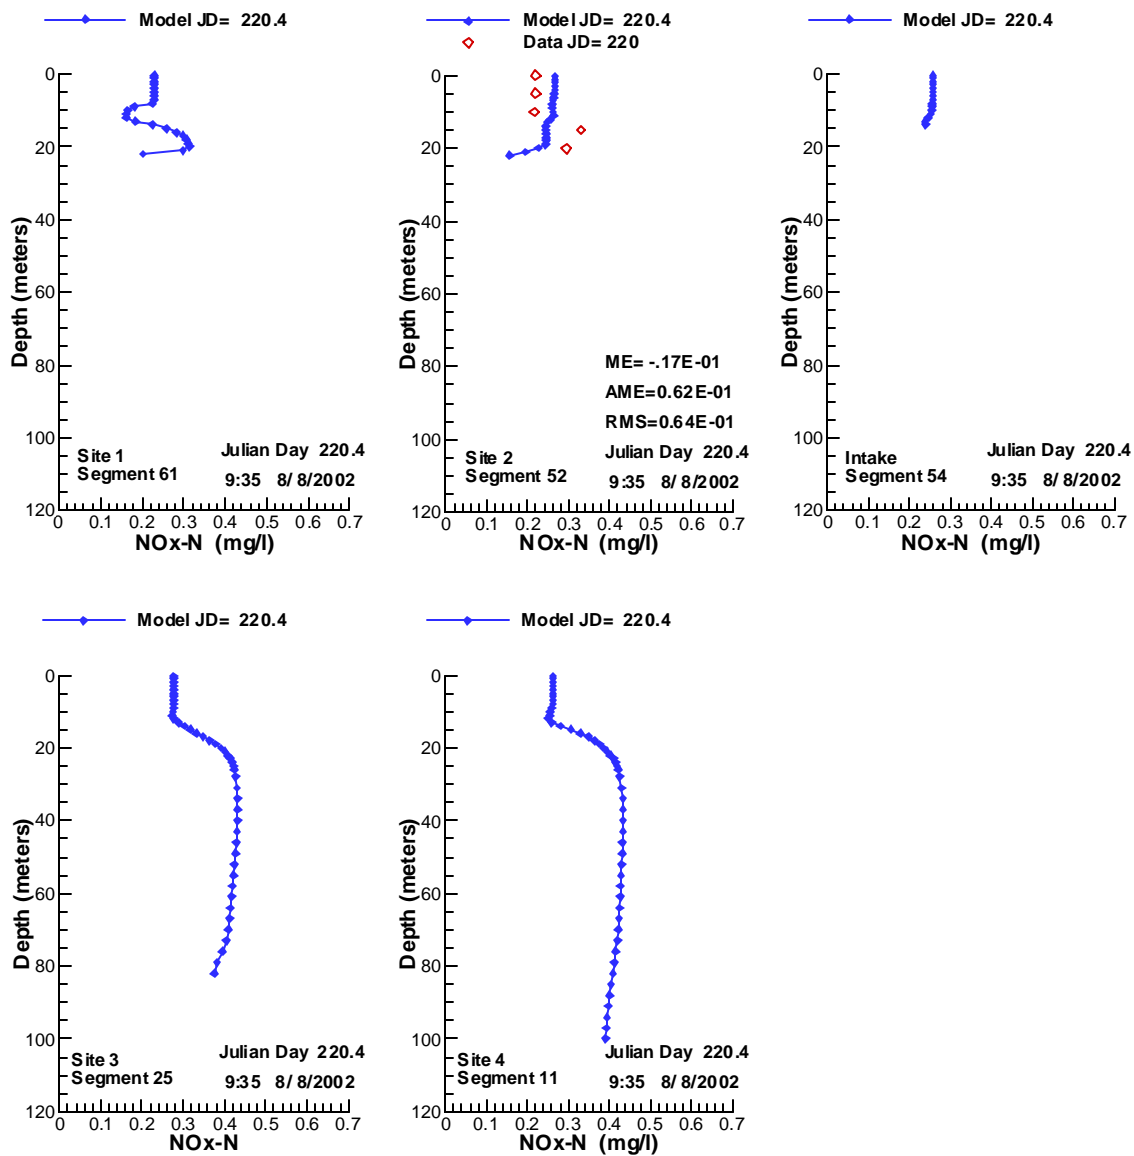 Model JD= 220.4
0
20
40
60
80
100
120
Depth (meters)
Site 1
Segment 61
Julian Day 220.4
9:35 8/ 8/2002
0 0.1 0.2 0.3 0.4 0.5 0.6 0.7
NOx-N (mg/l)
Model JD= 220.4
Data JD= 220
0
20
40
60
80
100
120
Depth (meters)
ME= -.17E-01
AME=0.62E-01
RMS=0.64E-01
Site 2
Segment 52
Julian Day 220.4
9:35 8/ 8/2002
0 0.1 0.2 0.3 0.4 0.5 0.6 0.7
NOx-N (mg/l)
Model JD= 220.4
0
20
40
60
80
100
120
Depth (meters)
Intake
Segment 54
Julian Day 220.4
9:35 8/ 8/2002
0 0.1 0.2 0.3 0.4 0.5 0.6 0.7
NOx-N (mg/l)
Model JD= 220.4
0
20
40
60
80
100
120
Depth (meters)
Site 3
Segment 25
Julian Day 220.4
9:35 8/ 8/2002
0 0.1 0.2 0.3 0.4 0.5 0.6 0.7
NOx-N
Model JD= 220.4
0
20
40
60
80
100
120
Depth (meters)
Site 4
Segment 11
Julian Day 220.4
9:35 8/ 8/2002
0 0.1 0.2 0.3 0.4 0.5 0.6 0.7
NOx-N (mg/l)